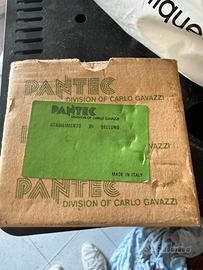 ique
PANTEC
DIVISION OF CARLO GAVAZZI
PANTEC
DIVISION OF CARLO GAVAZZI
STABILIMENTO DI BELLUNO
MADE IN ITALY
PANTEC
DIVISION OF CARLO GAVAZZI